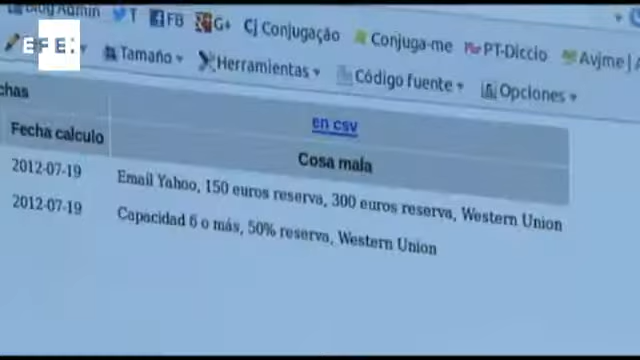 Blog Admin T FB G+ Cj Conjugação Conjuga-me PT-Diccio Avjme
EFE:
Tamaño Herramientas Código fuente Opciones
chas
en csv
Fecha calculo Cosa mala
2012-07-19 Email Yahoo, 150 euros reserva, 300 euros reserva, Western Union
2012-07-19 Capacidad 6 o más, 50% reserva, Western Union